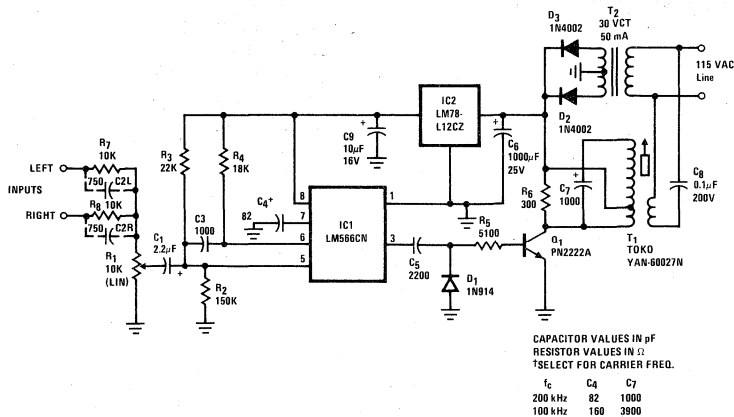 D3
1N4002
T2
30 VCT
50 mA
115 VAC
Line
IC2
LM78-
L12CZ
D2
1N4002
R7
10K
LEFT
750
C2L
INPUTS
R8 10K
RIGHT
750
C2R
R1
10K
(LIN)
C1
2.2μF
+
R3
22K
R4
18K
C3
1000
R2
150K
C4+
82
C9
10μF
16V
+
C6
1000μF
25V
+
8
7
6
5
1
3
IC1
LM566CN
C5
2200
D1
1N914
R5
5100
R6
300
+
C7
1000
Q1
PN2222A
T1
TOKO
YAN-60027N
C8
0.1μF
200V
CAPACITOR VALUES IN pF
RESISTOR VALUES IN Ω
†SELECT FOR CARRIER FREQ.
fc C4 C7
200 kHz 82 1000
100 kHz 160 3900